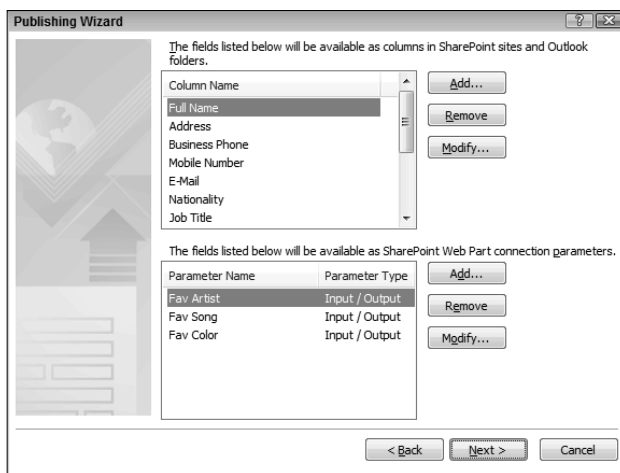 Publishing Wizard
The fields listed below will be available as columns in SharePoint sites and Outlook
folders.
Column Name
Full Name
Address
Business Phone
Mobile Number
E-Mail
Nationality
Job Title
Add...
Remove
Modify...
The fields listed below will be available as SharePoint Web Part connection parameters.
Parameter Name Parameter Type
Fav Artist Input / Output
Fav Song Input / Output
Fav Color Input / Output
Add...
Remove
Modify...
< Back Next > Cancel